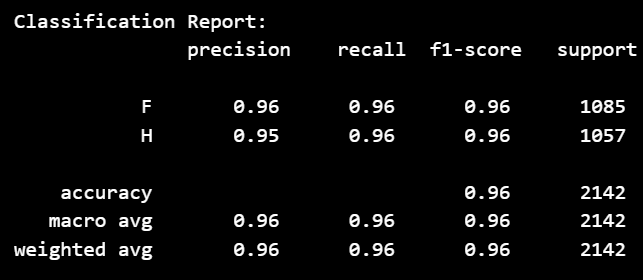 Classification Report:
precision recall f1-score support
F 0.96 0.96 0.96 1085
H 0.95 0.96 0.96 1057
accuracy 0.96 2142
macro avg 0.96 0.96 0.96 2142
weighted avg 0.96 0.96 0.96 2142